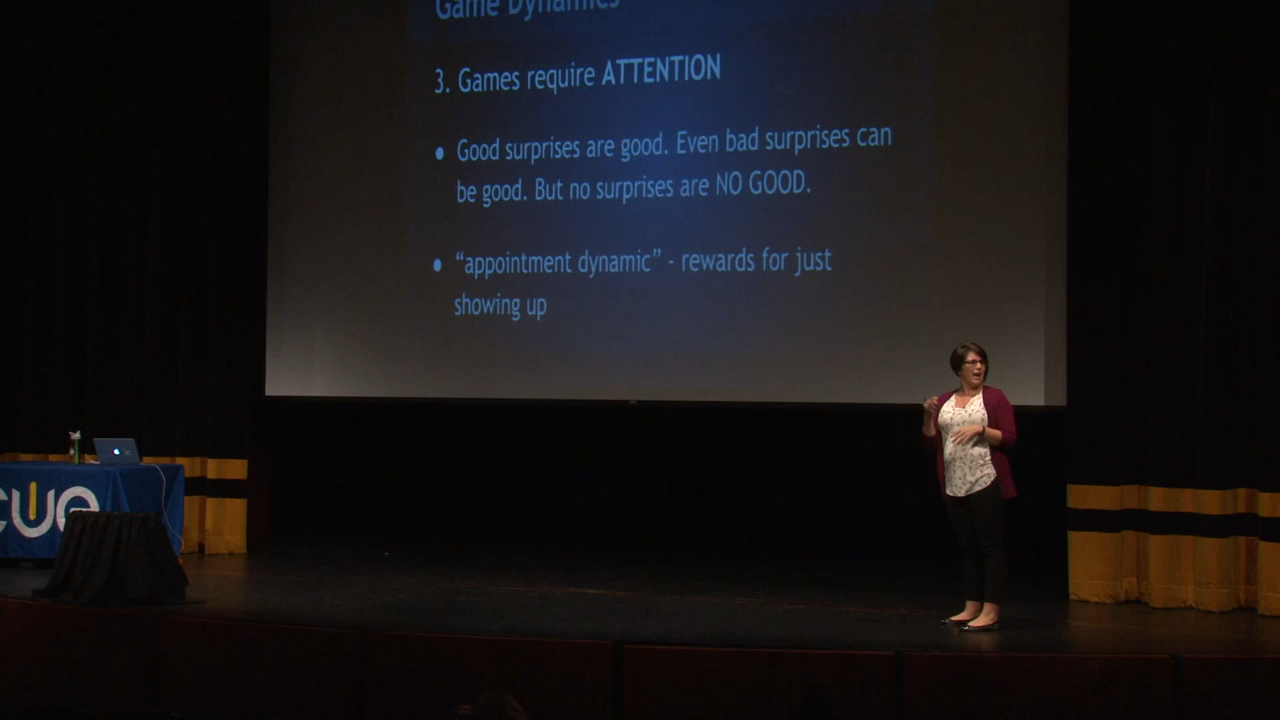 Game Dynamics
3. Games require ATTENTION
• Good surprises are good. Even bad surprises can
be good. But no surprises are NO GOOD.
• “appointment dynamic” - rewards for just
showing up
cue